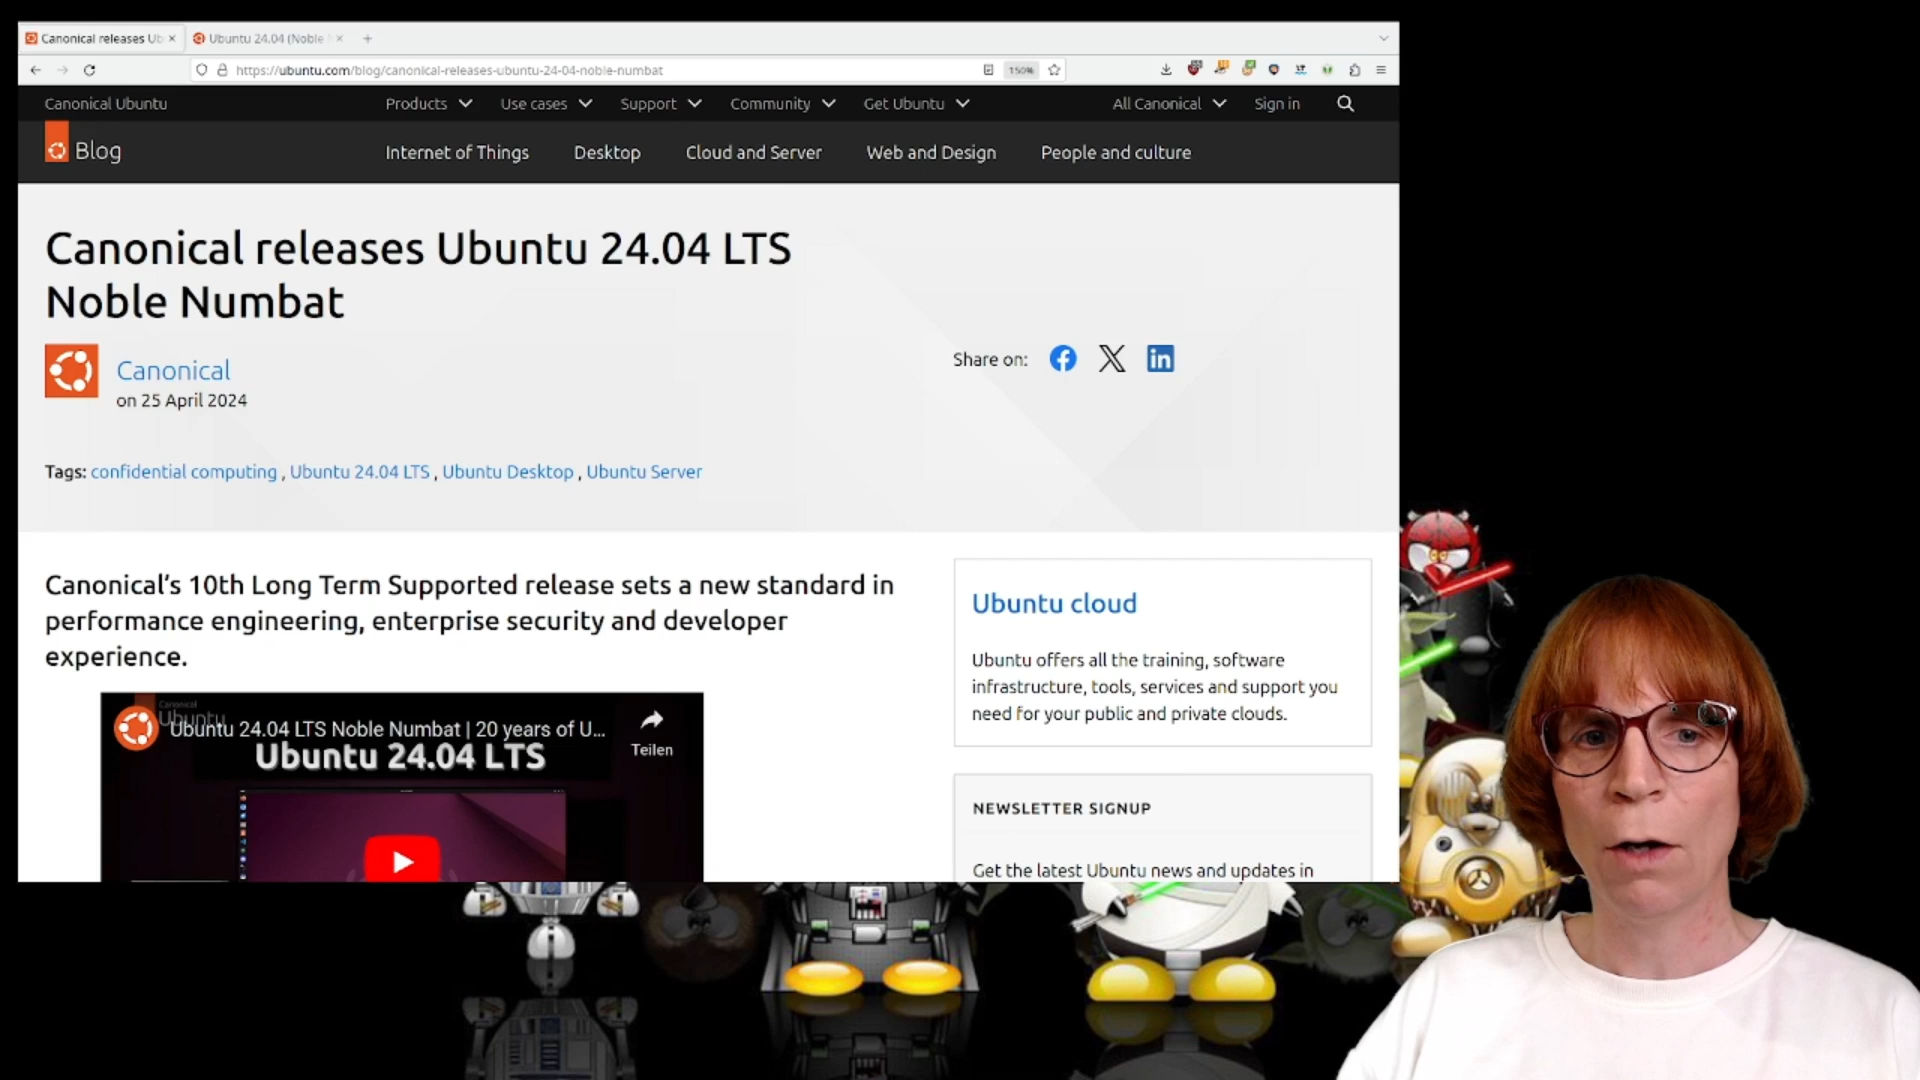 Canonical releases Ub
Ubuntu 24.04 (Noble
https://ubuntu.com/blog/canonical-releases-ubuntu-24-04-noble-numbat
150%
Canonical Ubuntu
Products
Use cases
Support
Community
Get Ubuntu
All Canonical
Sign in
Blog
Internet of Things
Desktop
Cloud and Server
Web and Design
People and culture
Canonical releases Ubuntu 24.04 LTS
Noble Numbat
Canonical
on 25 April 2024
Share on:
Tags: confidential computing , Ubuntu 24.04 LTS , Ubuntu Desktop , Ubuntu Server
Canonical’s 10th Long Term Supported release sets a new standard in
performance engineering, enterprise security and developer
experience.
Canonical
Ubuntu
Ubuntu 24.04 LTS Noble Numbat | 20 years of U...
Teilen
Ubuntu 24.04 LTS
Ubuntu cloud
Ubuntu offers all the training, software
infrastructure, tools, services and support you
need for your public and private clouds.
NEWSLETTER SIGNUP
Get the latest Ubuntu news and updates in